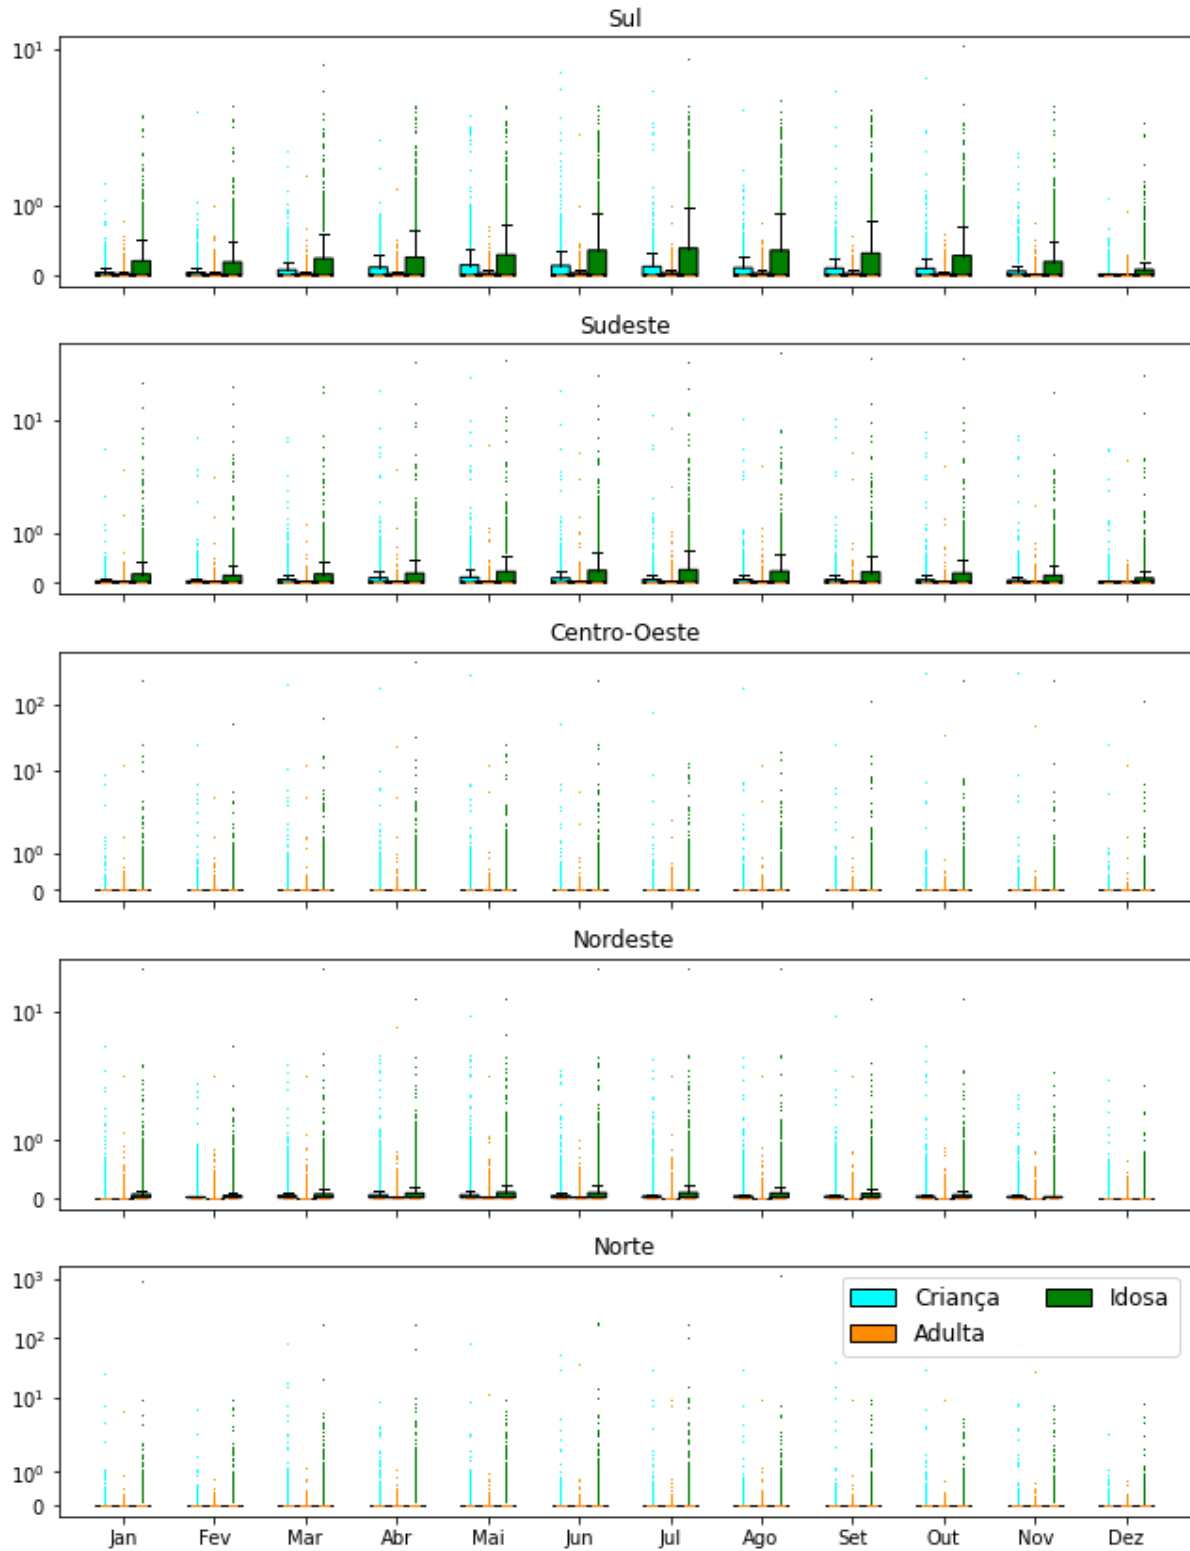 Sul
10¹
10⁰
0
Sudeste
10¹
10⁰
0
Centro-Oeste
10²
10¹
10⁰
0
Nordeste
10¹
10⁰
0
Norte
10³
10²
10¹
10⁰
0
Criança Idosa
Adulta
Jan Fev Mar Abr Mai Jun Jul Ago Set Out Nov Dez